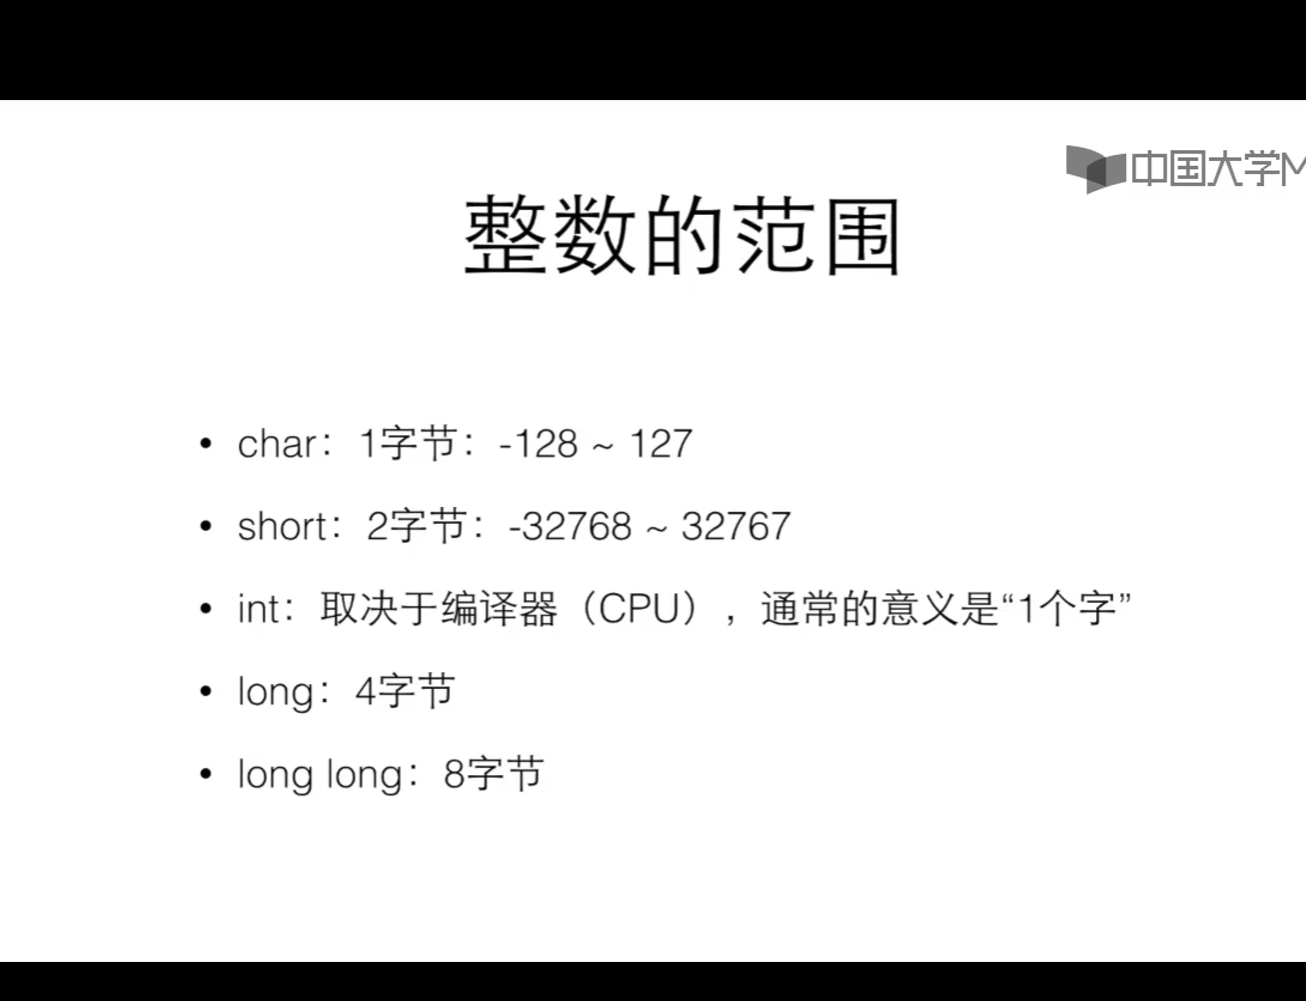 中国大学M
整数的范围
• char：1字节：-128 ~ 127
• short：2字节：-32768 ~ 32767
• int：取决于编译器（CPU），通常的意义是“1个字”
• long：4字节
• long long：8字节